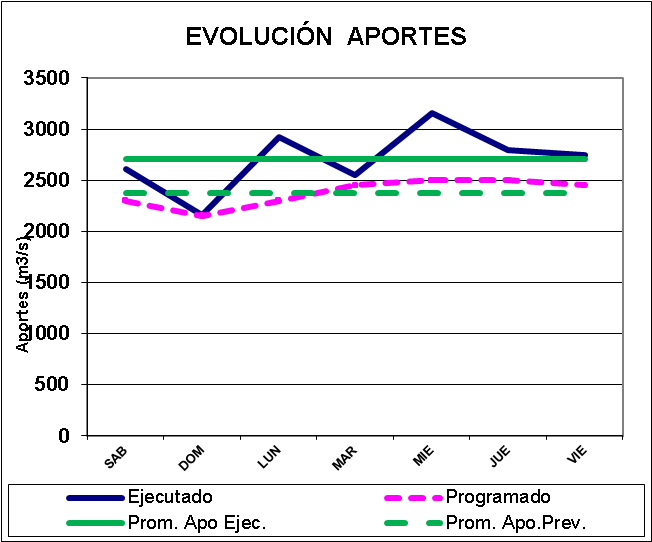 EVOLUCIÓN APORTES
3500
3000
2500
2000
1500
1000
500
0
Aportes (m3/s)
SAB DOM LUN MAR MIE JUE VIE
Ejecutado Programado
Prom. Apo Ejec. Prom. Apo.Prev.